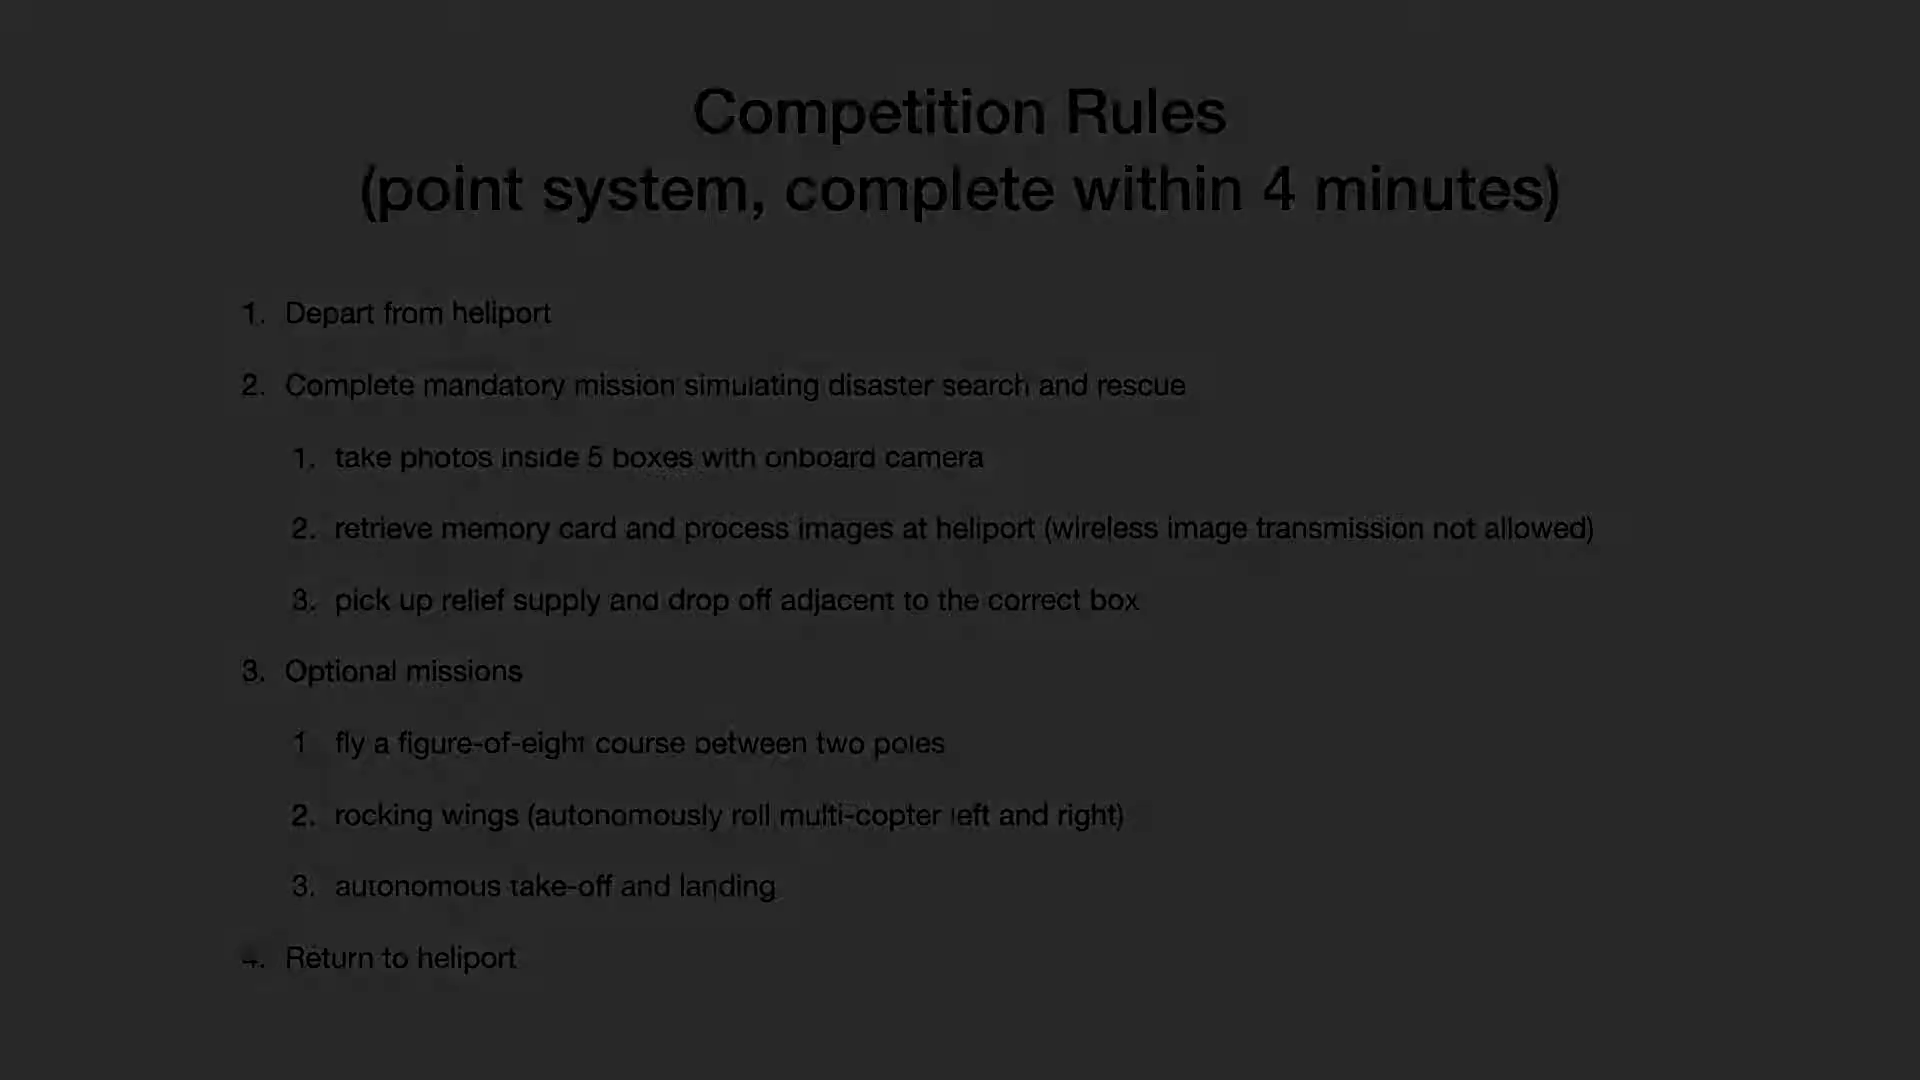 Competition Rules
(point system, complete within 4 minutes)
1. Depart from heliport
2. Complete mandatory mission simulating disaster search and rescue
1. take photos inside 5 boxes with onboard camera
2. retrieve memory card and process images at heliport (wireless image transmission not allowed)
3. pick up relief supply and drop off adjacent to the correct box
3. Optional missions
1. fly a figure-of-eight course between two poles
2. rocking wings (autonomously roll multi-copter left and right)
3. autonomous take-off and landing
4. Return to heliport